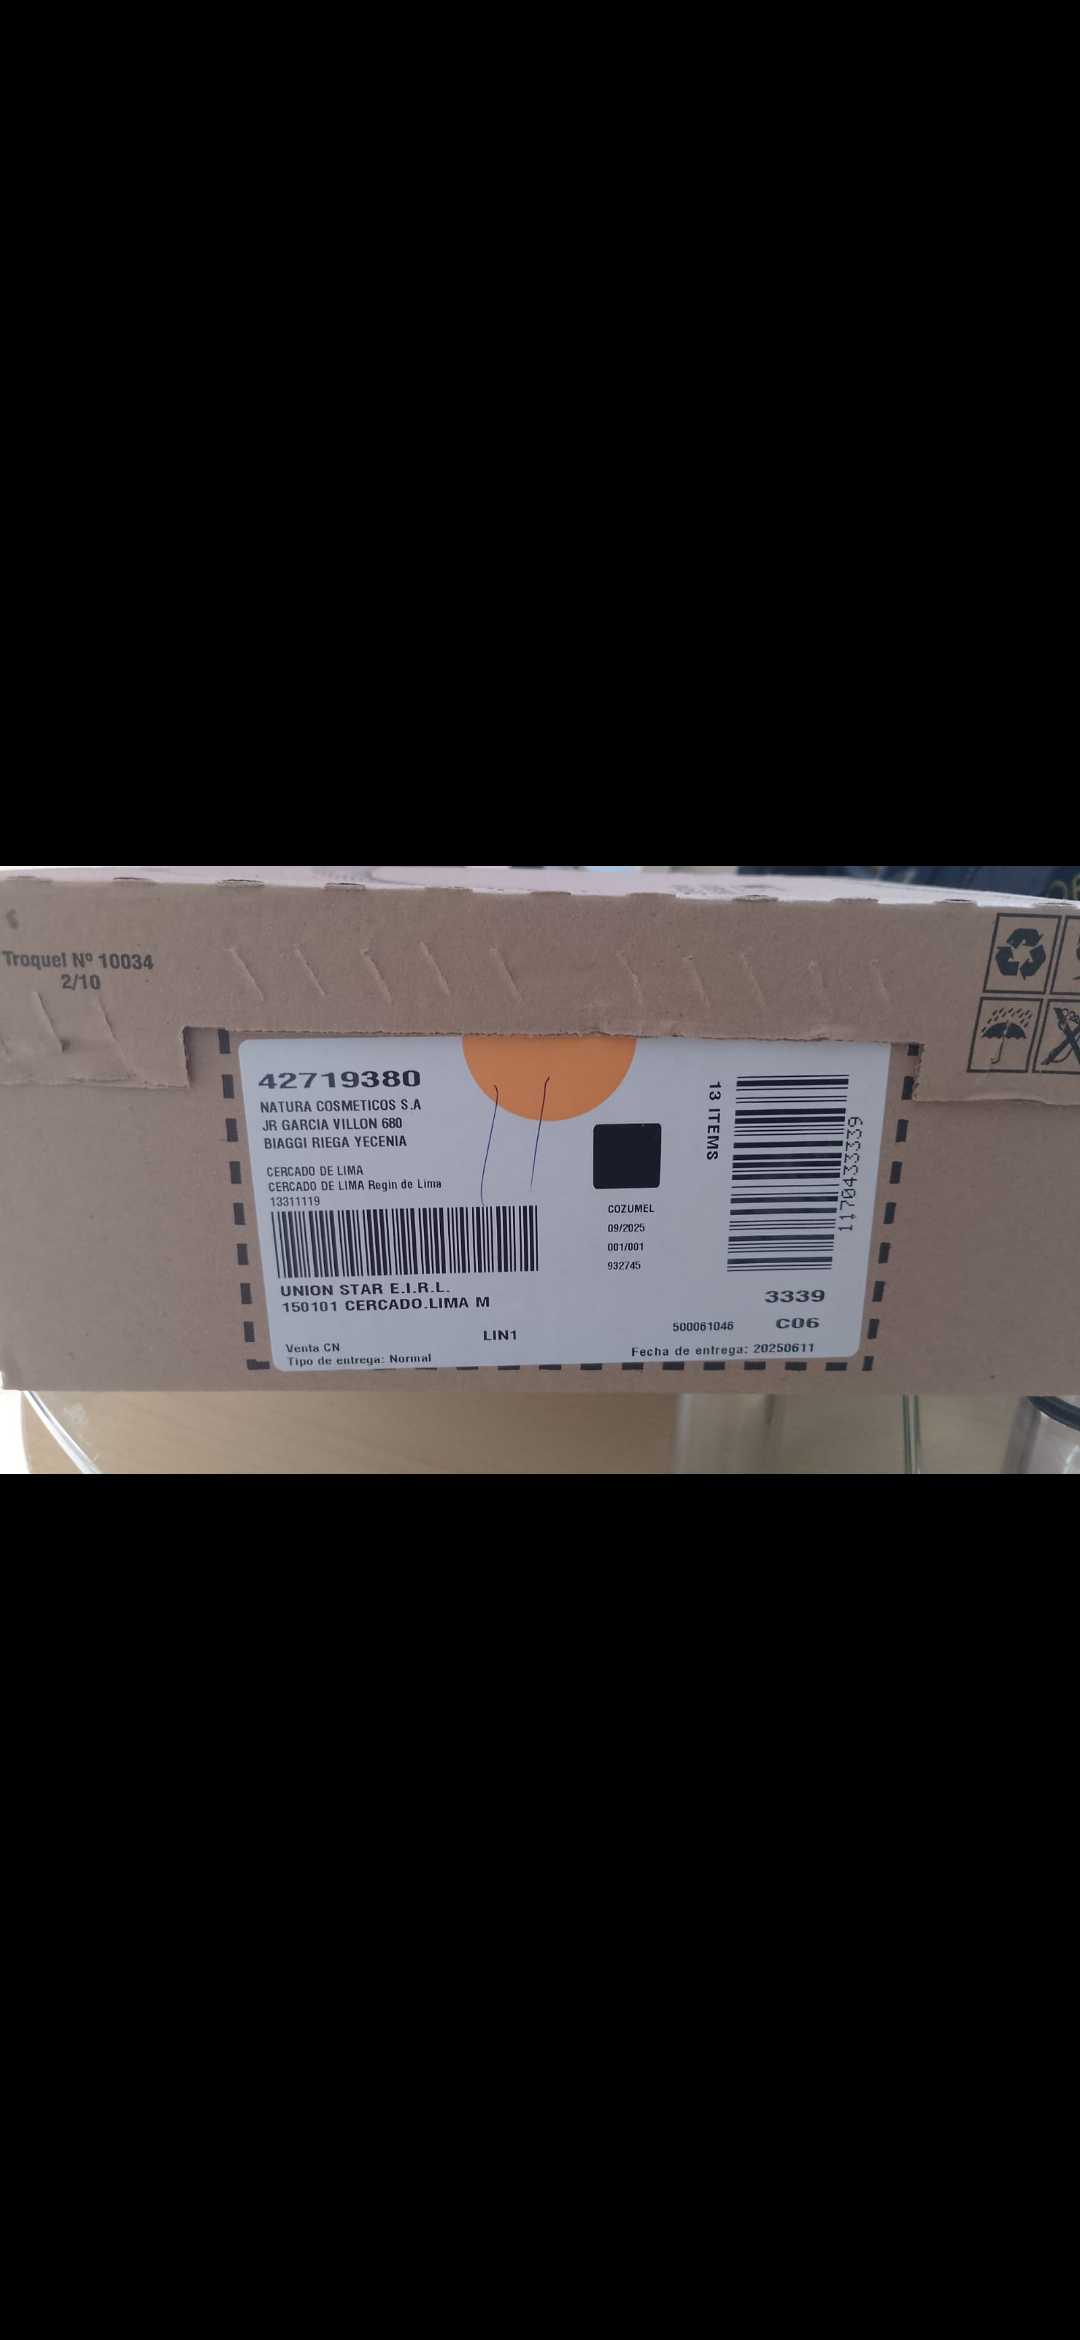 Troquel Nº 10034
2/10
42719380
NATURA COSMETICOS S.A
JR GARCIA VILLON 680
BIAGGI RIEGA YECENIA
CERCADO DE LIMA
CERCADO DE LIMA Regin de Lima
13311119
UNION STAR E.I.R.L.
150101 CERCADO.LIMA M
LIN1
Venta CN
Tipo de entrega: Normal
COZUMEL
09/2025
001/001
932745
13 ITEMS
1170433339
3339
500061046 C06
Fecha de entrega: 20250611